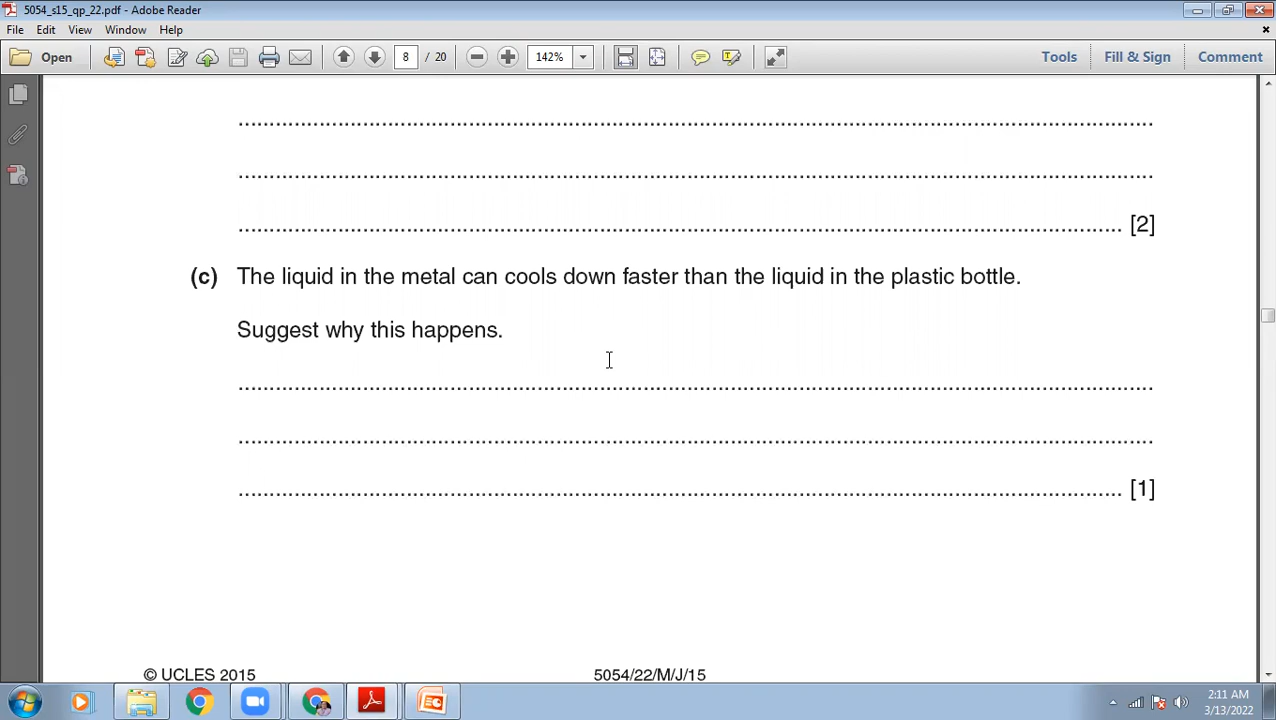 5054_s15_qp_22.pdf - Adobe Reader
File Edit View Window Help
Open 8 / 20 142% Tools Fill & Sign Comment
........................................................................................................................................
........................................................................................................................................
................................................................................................................................... [2]
(c) The liquid in the metal can cools down faster than the liquid in the plastic bottle.
Suggest why this happens.
........................................................................................................................................
........................................................................................................................................
................................................................................................................................... [1]
© UCLES 2015 5054/22/M/J/15
2:11 AM
3/13/2022